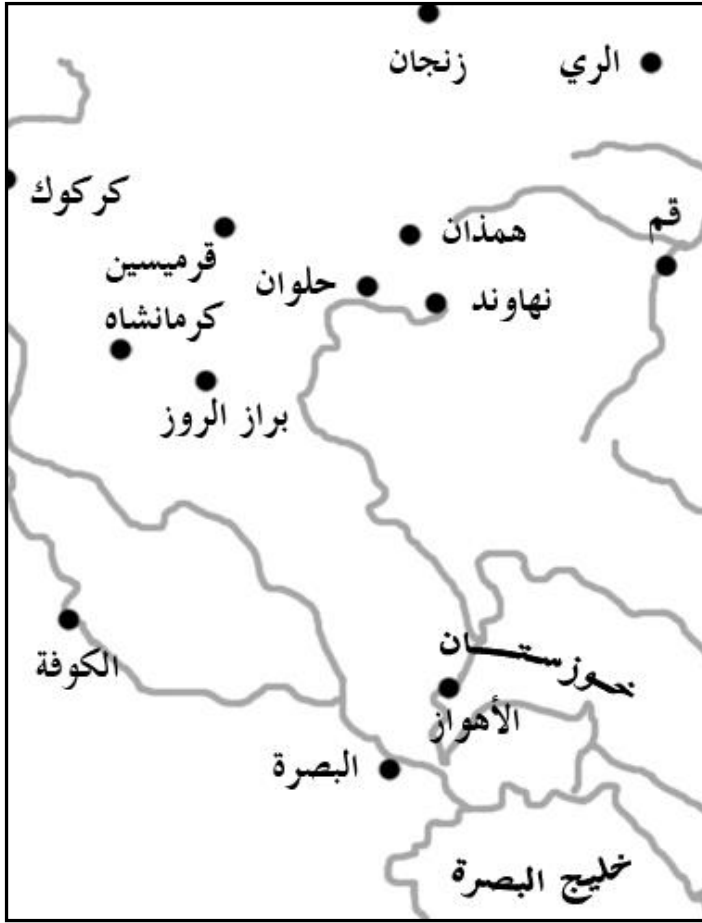 الري
زنجان
كركوك
قم
همذان
قرميسين
حلوان
نهاوند
كرمانشاه
براز الروز
خوزستان
الكوفة
الأهواز
البصرة
خليج البصرة